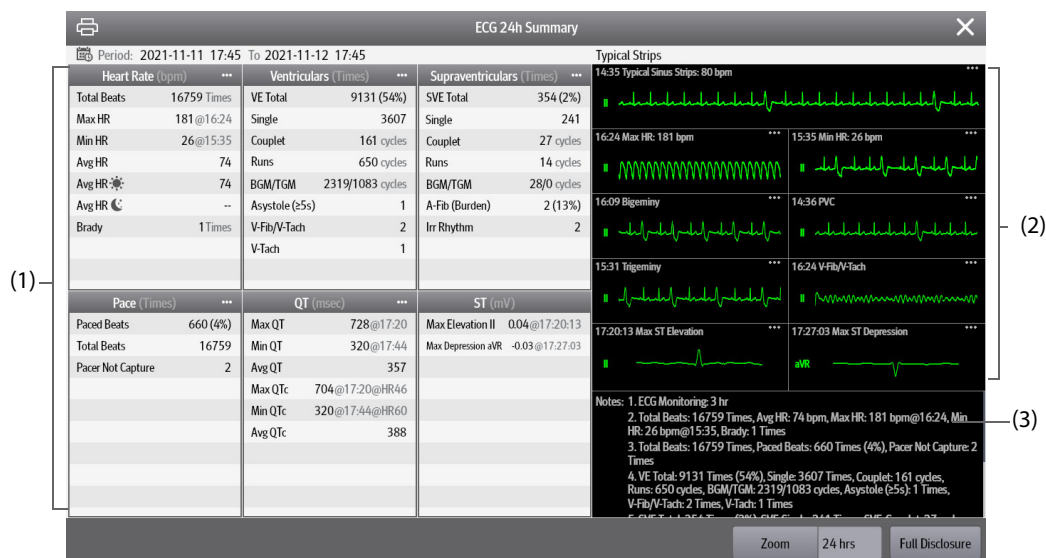 ECG 24h Summary
Period: 2021-11-11 17:45 To 2021-11-12 17:45
Typical Strips
(1)
Heart Rate (bpm) ...
Total Beats 16759 Times
Max HR 181@16:24
Min HR 26@15:35
Avg HR 74
Avg HR 74
Avg HR --
Brady 1 Times
Ventriculars (Times) ...
VE Total 9131 (54%)
Single 3607
Couplet 161 cycles
Runs 650 cycles
BGM/TGM 2319/1083 cycles
Asystole (≥5s) 1
V-Fib/V-Tach 2
V-Tach 1
Supraventriculars (Times) ...
SVE Total 354 (2%)
Single 241
Couplet 27 cycles
Runs 14 cycles
BGM/TGM 28/0 cycles
A-Fib (Burden) 2 (13%)
Irr Rhythm 2
Pace (Times) ...
Paced Beats 660 (4%)
Total Beats 16759
Pacer Not Capture 2
QT (msec) ...
Max QT 728@17:20
Min QT 320@17:44
Avg QT 357
Max QTc 704@17:20@HR46
Min QTc 320@17:44@HR60
Avg QTc 388
ST (mV)
Max Elevation II 0.04@17:20:13
Max Depression aVR -0.03@17:27:03
14:35 Typical Sinus Strips: 80 bpm ...
II
16:24 Max HR: 181 bpm ...
II
15:35 Min HR: 26 bpm ...
II
16:09 Bigeminy ...
II
14:36 PVC ...
II
15:31 Trigeminy ...
II
16:24 V-Fib/V-Tach ...
II
17:20:13 Max ST Elevation ...
II
17:27:03 Max ST Depression ...
aVR
(2)
Notes: 1. ECG Monitoring: 3 hr
2. Total Beats: 16759 Times, Avg HR: 74 bpm, Max HR: 181 bpm@16:24, Min
HR: 26 bpm@15:35, Brady: 1 Times
3. Total Beats: 16759 Times, Paced Beats: 660 Times (4%), Pacer Not Capture: 2
Times
4. VE Total: 9131 Times (54%), Single: 3607 Times, Couplet: 161 cycles,
Runs: 650 cycles, BGM/TGM: 2319/1083 cycles, Asystole (≥5s): 1 Times,
V-Fib/V-Tach: 2 Times, V-Tach: 1 Times
(3)
Zoom
24 hrs
Full Disclosure